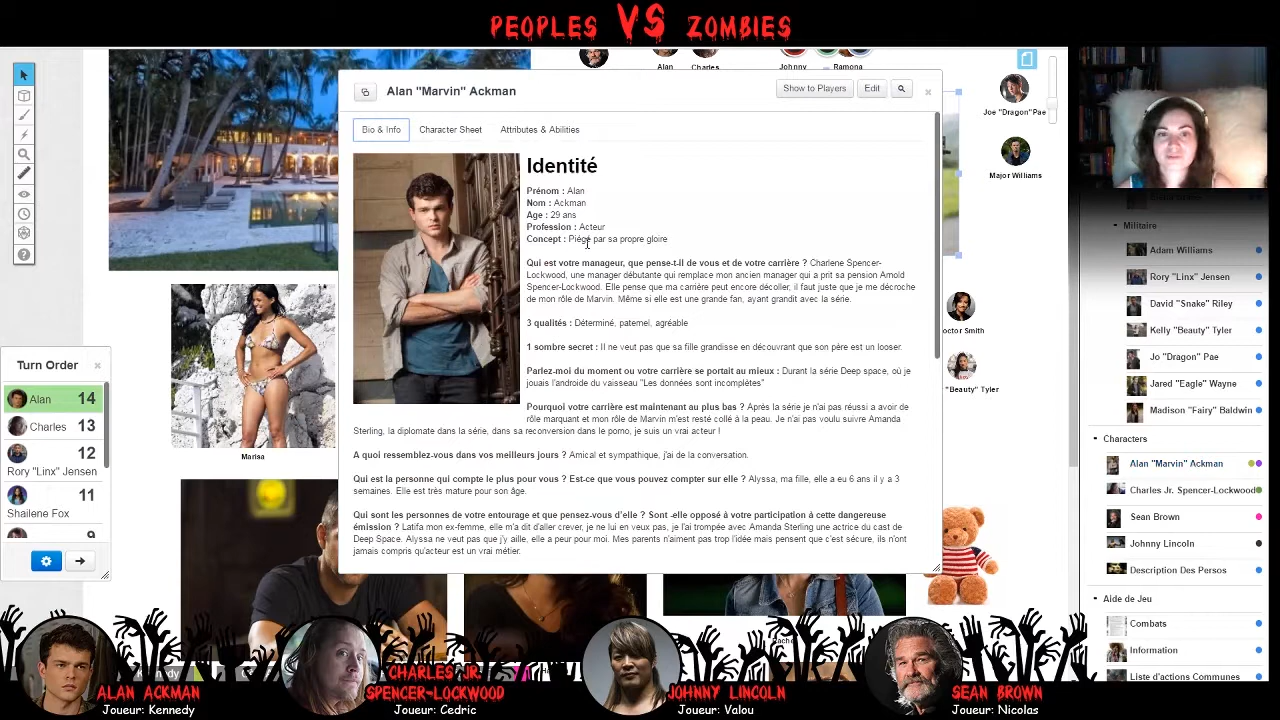 PEOPLES VS ZOMBIES
Alan
Charles
Johnny
Ramona
Joe "Dragon"Pae
Major Williams
octor Smith
"Beauty" Tyler
Marisa
Alan "Marvin" Ackman
Show to Players
Edit
Bio & Info
Character Sheet
Attributes & Abilities
Identité
Prénom : Alan
Nom : Ackman
Age : 29 ans
Profession : Acteur
Concept : Piégé par sa propre gloire
Qui est votre manageur, que pense-t-il de vous et de votre carrière ? Charlene Spencer-
Lockwood, une manager débutante qui remplace mon ancien manager qui a prit sa pension Arnold
Spencer-Lockwood. Elle pense que ma carrière peut encore décoller, il faut juste que je me décroche
de mon rôle de Marvin. Même si elle est une grande fan, ayant grandit avec la série.
3 qualités : Déterminé, paternel, agréable
1 sombre secret : Il ne veut pas que sa fille grandisse en découvrant que son père est un looser.
Parlez-moi du moment ou votre carrière se portait au mieux : Durant la série Deep space, où je
jouais l'androide du vaisseau "Les données sont incomplètes"
Pourquoi votre carrière est maintenant au plus bas ? Après la série je n'ai pas réussi a avoir de
rôle marquant et mon rôle de Marvin m'est resté collé à la peau. Je n'ai pas voulu suivre Amanda
Sterling, la diplomate dans la série, dans sa reconversion dans le porno, je suis un vrai acteur !
A quoi ressemblez-vous dans vos meilleurs jours ? Amical et sympathique, j'ai de la conversation.
Qui est la personne qui compte le plus pour vous ? Est-ce que vous pouvez compter sur elle ? Alyssa, ma fille, elle a eu 6 ans il y a 3
semaines. Elle est très mature pour son âge.
Qui sont les personnes de votre entourage et que pensez-vous d'elle ? Sont -elle opposé à votre participation à cette dangereuse
émission ? Latifa mon ex-femme, elle m'a dit d'aller crever, je ne lui en veux pas, je l'ai trompée avec Amanda Sterling une actrice du cast de
Deep Space. Alyssa ne veut pas que j'y aille, elle a peur pour moi. Mes parents n'aiment pas trop l'idée mais pensent que c'est sécure, ils n'ont
jamais compris qu'acteur est un vrai métier.
Turn Order
Alan 14
Charles 13
12
Rory "Linx" Jensen
11
Shailene Fox
9
Militaire
Adam Williams
Rory "Linx" Jensen
David "Snake" Riley
Kelly "Beauty" Tyler
Jo "Dragon" Pae
Jared "Eagle" Wayne
Madison "Fairy" Baldwin
Characters
Alan "Marvin" Ackman
Charles Jr. Spencer-Lockwood
Sean Brown
Johnny Lincoln
Description Des Persos
Aide de Jeu
Combats
Information
Liste d'actions Communes
ALAN ACKMAN
Joueur: Kennedy
CHARLES JR.
SPENCER-LOCKWOOD
Joueur: Cedric
JOHNNY LINCOLN
Joueur: Valou
SEAN BROWN
Joueur: Nicolas